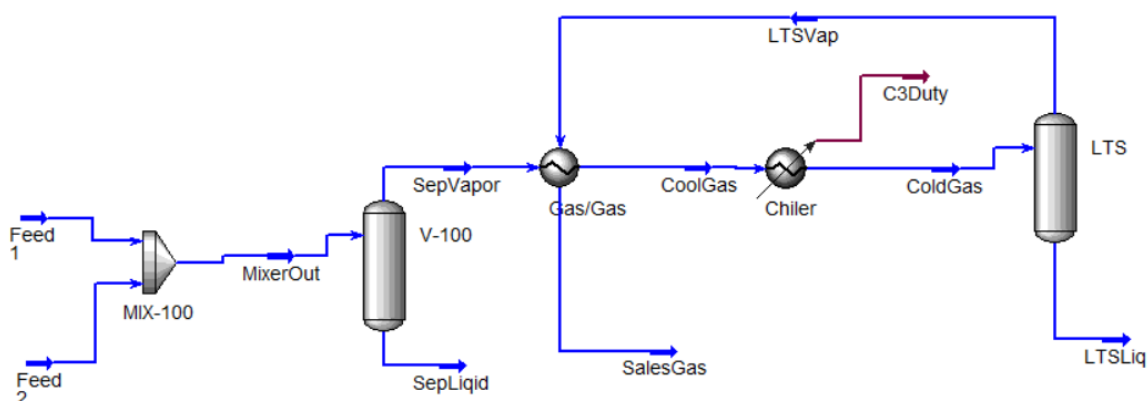 LTSVap
C3Duty
LTS
SepVapor
CoolGas
ColdGas
Gas/Gas
Chiler
V-100
Feed
1
MixerOut
MIX-100
Feed
2
SepLiqid
SalesGas
LTSLiq